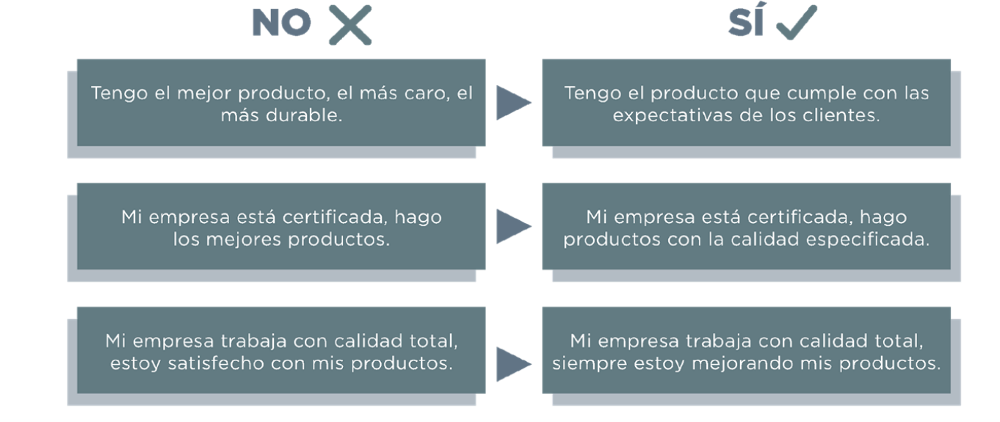 NO
SÍ
Tengo el mejor producto, el más caro, el
más durable.
Tengo el producto que cumple con las
expectativas de los clientes.
Mi empresa está certificada, hago
los mejores productos.
Mi empresa está certificada, hago
productos con la calidad especificada.
Mi empresa trabaja con calidad total,
estoy satisfecho con mis productos.
Mi empresa trabaja con calidad total,
siempre estoy mejorando mis productos.